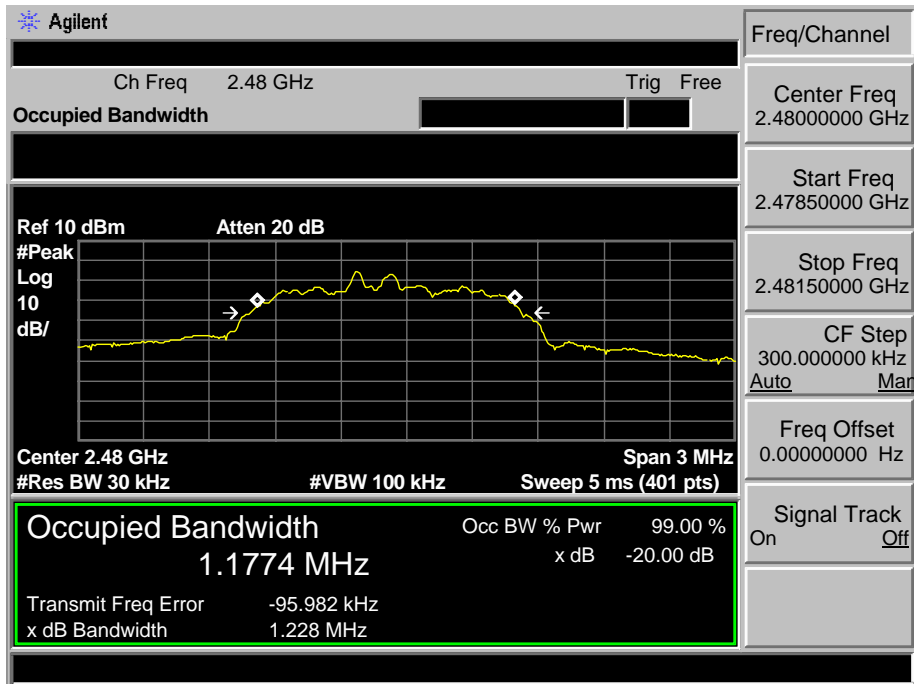 Agilent
Freq/Channel
Ch Freq 2.48 GHz Trig Free
Occupied Bandwidth
Center Freq
2.48000000 GHz
Start Freq
2.47850000 GHz
Stop Freq
2.48150000 GHz
CF Step
300.000000 kHz
Auto Man
Freq Offset
0.00000000 Hz
Signal Track
On Off
Ref 10 dBm Atten 20 dB
#Peak
Log
10
dB/
Center 2.48 GHz Span 3 MHz
#Res BW 30 kHz #VBW 100 kHz Sweep 5 ms (401 pts)
Occupied Bandwidth
1.1774 MHz
Occ BW % Pwr 99.00 %
x dB -20.00 dB
Transmit Freq Error -95.982 kHz
x dB Bandwidth 1.228 MHz